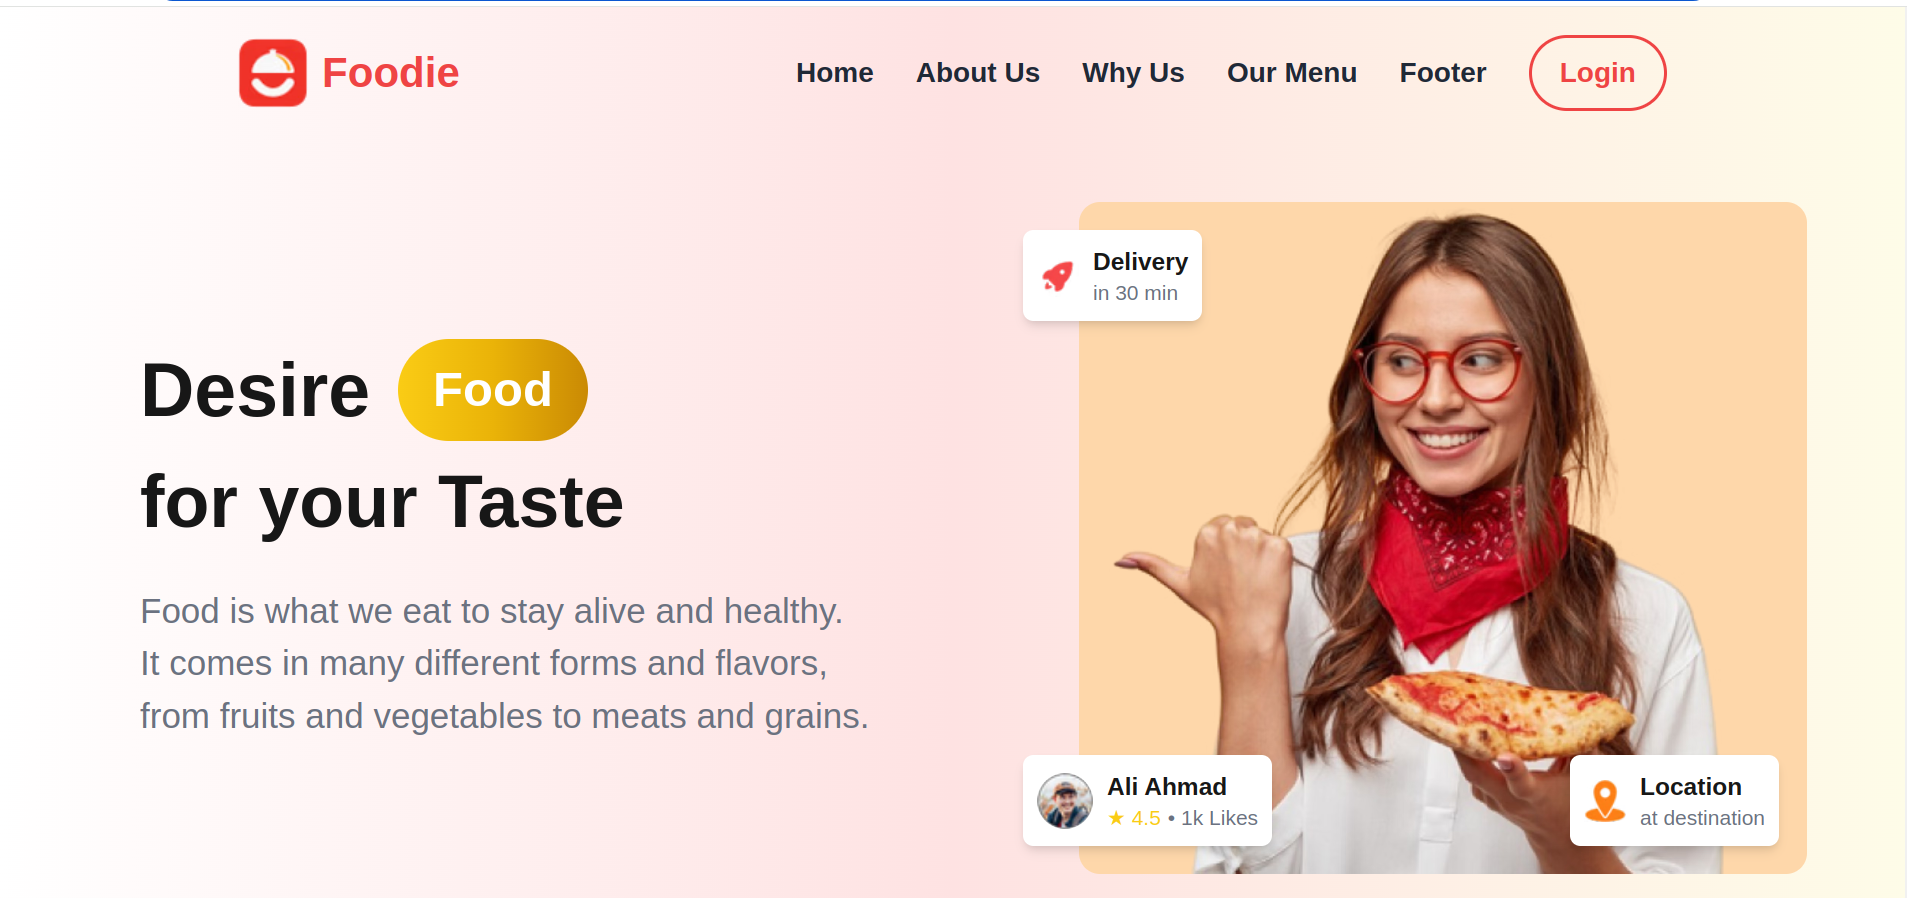 Foodie
Home About Us Why Us Our Menu Footer Login
Delivery
in 30 min
Desire Food
for your Taste
Food is what we eat to stay alive and healthy.
It comes in many different forms and flavors,
from fruits and vegetables to meats and grains.
Ali Ahmad
★ 4.5 • 1k Likes
Location
at destination